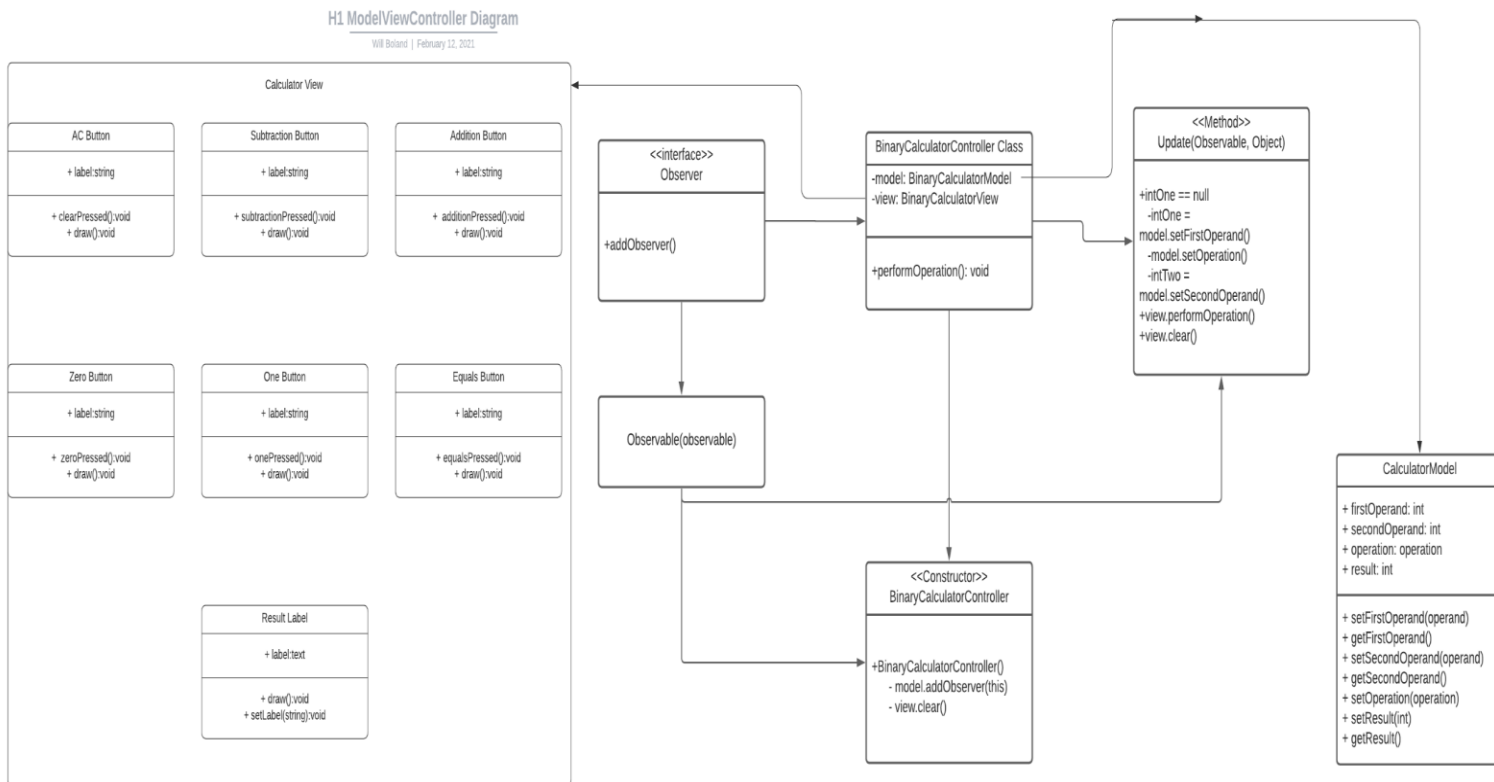 H1 ModelViewController Diagram
Will Boland | February 12, 2021
Calculator View
AC Button
+ label:string
+ clearPressed():void
+ draw():void
Subtraction Button
+ label:string
+ subtractionPressed():void
+ draw():void
Addition Button
+ label:string
+ additionPressed():void
+ draw():void
Zero Button
+ label:string
+ zeroPressed():void
+ draw():void
One Button
+ label:string
+ onePressed():void
+ draw():void
Equals Button
+ label:string
+ equalsPressed():void
+ draw():void
Result Label
+ label:text
+ draw():void
+ setLabel(string):void
<<interface>>
Observer
+addObserver()
Observable(observable)
BinaryCalculatorController Class
-model: BinaryCalculatorModel
-view: BinaryCalculatorView
+performOperation(): void
<<Constructor>>
BinaryCalculatorController
+BinaryCalculatorController()
- model.addObserver(this)
- view.clear()
<<Method>>
Update(Observable, Object)
+intOne == null
-intOne =
model.setFirstOperand()
-model.setOperation()
-intTwo =
model.setSecondOperand()
+view.performOperation()
+view.clear()
CalculatorModel
+ firstOperand: int
+ secondOperand: int
+ operation: operation
+ result: int
+ setFirstOperand(operand)
+ getFirstOperand()
+ setSecondOperand(operand)
+ getSecondOperand()
+ setOperation(operation)
+ setResult(int)
+ getResult()